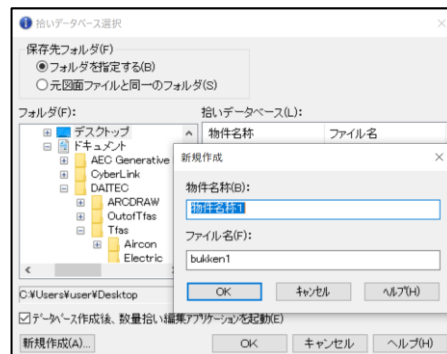 拾いデータベース選択
保存先フォルダ(F)
フォルダを指定する(B)
元図面ファイルと同一のフォルダ(S)
フォルダ(F):
拾いデータベース(L):
デスクトップ
物件名称 ファイル名
ドキュメント
AEC Generative
CyberLink
DAITEC
ARCDRAW
OutofTfas
Tfas
Aircon
Electric
新規作成
物件名称(B):
物件名称1
ファイル名(F):
bukken1
OK キャンセル ヘルプ(H)
C:¥Users¥user¥Desktop
データベース作成後、数量拾い編集アプリケーションを起動(E)
新規作成(A)... OK キャンセル ヘルプ(H)